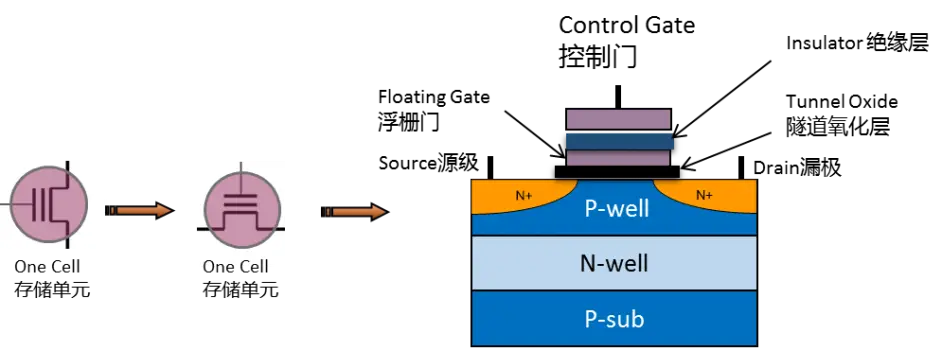 Control Gate
控制门
Insulator 绝缘层
Floating Gate
浮栅门
Tunnel Oxide
隧道氧化层
Source源级
Drain漏极
N+
N+
P-well
N-well
P-sub
One Cell
存储单元
One Cell
存储单元